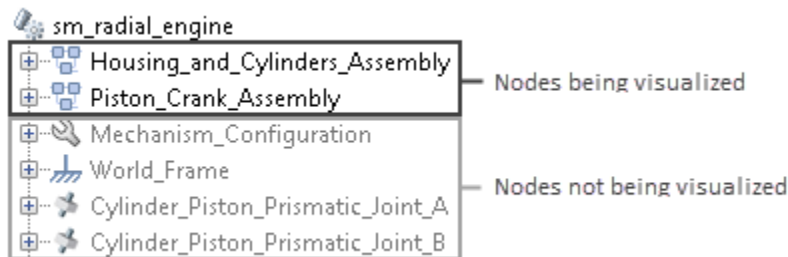 sm_radial_engine
Housing_and_Cylinders_Assembly
Piston_Crank_Assembly
Nodes being visualized
Mechanism_Configuration
World_Frame
Cylinder_Piston_Prismatic_Joint_A
Cylinder_Piston_Prismatic_Joint_B
Nodes not being visualized